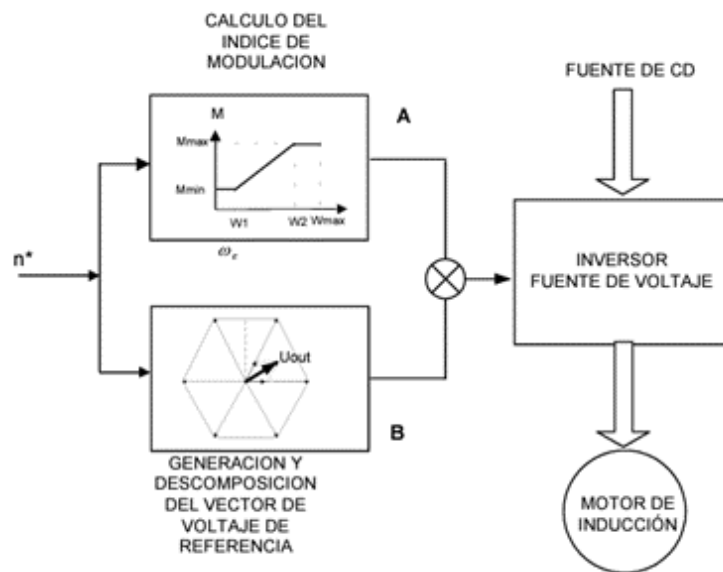 CALCULO DEL
INDICE DE
MODULACION
M
Mmax
Mmin
W1
W2 Wmax
ωe
A
n*
Uout
B
GENERACION Y
DESCOMPOSICION
DEL VECTOR DE
VOLTAJE DE
REFERENCIA
FUENTE DE CD
INVERSOR
FUENTE DE VOLTAJE
MOTOR DE
INDUCCIÓN